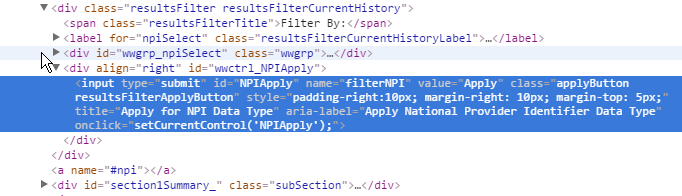 ▼<div class="resultsFilter resultsFilterCurrentHistory">
<span class="resultsFilterTitle">Filter By:</span>
▶<label for="npiSelect" class="resultsFilterCurrentHistoryLabel">…</label>
▶<div id="wwgrp_npiSelect" class="wwgrp">…</div>
▼<div align="right" id="wwctrl_NPIApply">
<input type="submit" id="NPIApply" name="filterNPI" value="Apply" class="applyButton
resultsFilterApplyButton" style="padding-right:10px; margin-right: 10px; margin-top: 5px;"
title="Apply for NPI Data Type" aria-label="Apply National Provider Identifier Data Type"
onclick="setCurrentControl('NPIApply');">
</div>
</div>
<a name="#npi"></a>
▶<div id="section1Summary_" class="subSection">…</div>